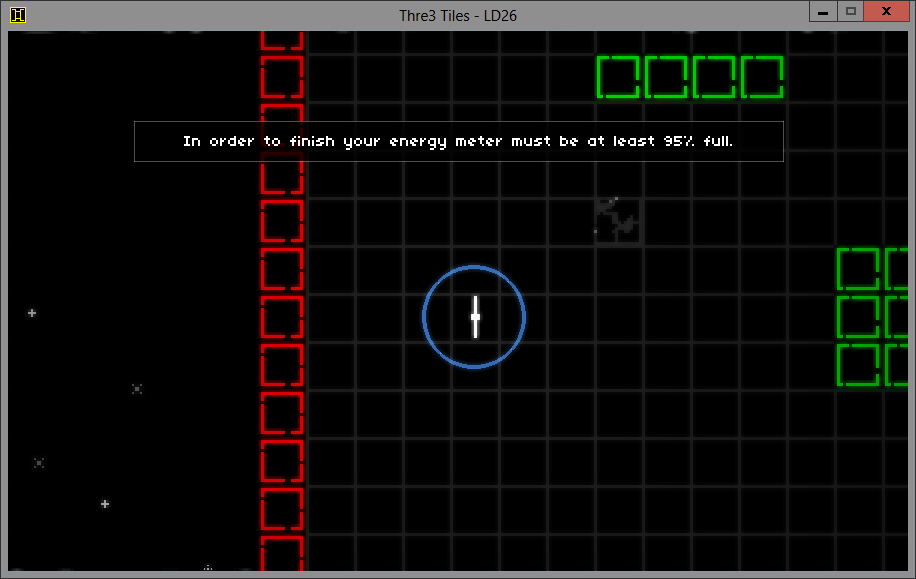 Thre3 Tiles - LD26
In order to finish your energy meter must be at least 95% full.